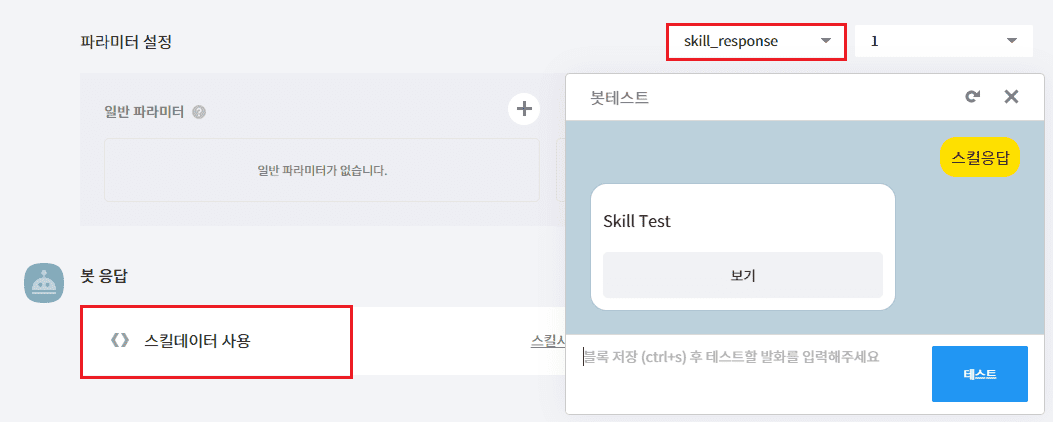 파라미터 설정
skill_response
1
일반 파라미터 ?
일반 파라미터가 없습니다.
봇테스트
스킬응답
Skill Test
보기
봇 응답
스킬데이터 사용
스킬
블록 저장 (ctrl+s) 후 테스트할 발화를 입력해주세요
테스트